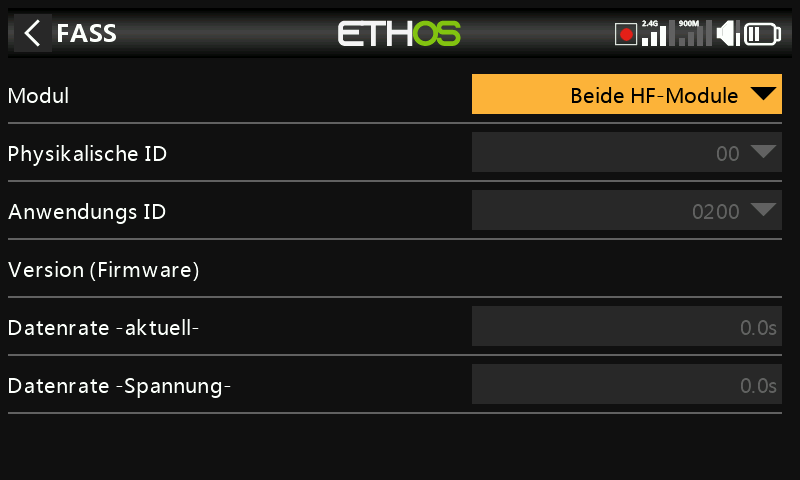 FASS
ETHOS
2.4G
900M
Modul
Beide HF-Module
Physikalische ID
00
Anwendungs ID
0200
Version (Firmware)
Datenrate -aktuell-
0.0s
Datenrate -Spannung-
0.0s